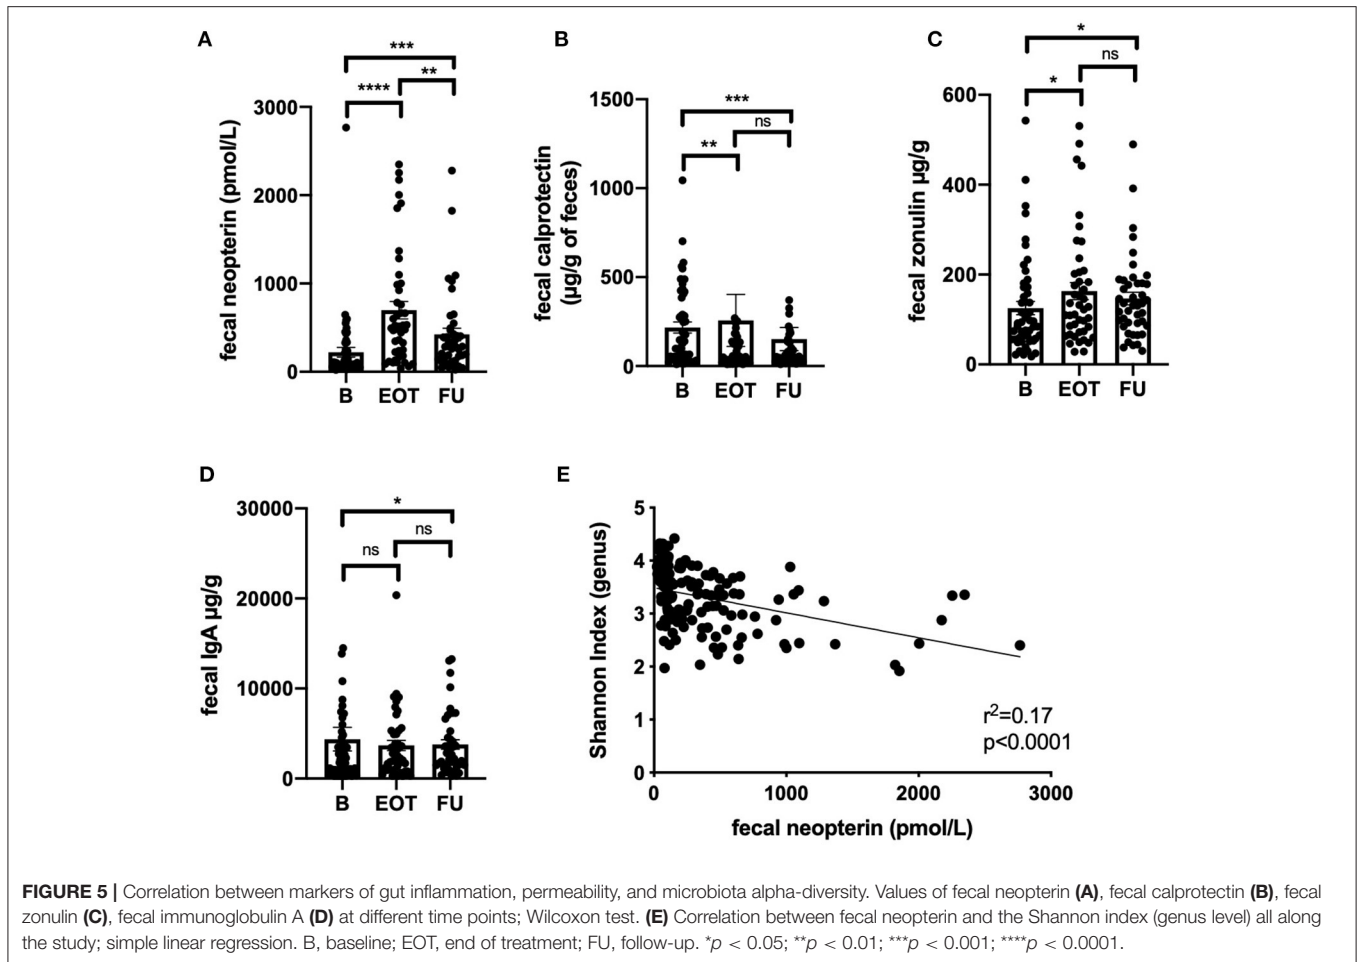 A
***
**
****
3000
2000
1000
0
fecal neopterin (pmol/L)
B EOT FU
B
***
ns
**
1500
1000
500
0
fecal calprotectin
(µg/g of feces)
B EOT FU
C
*
ns
*
600
400
200
0
fecal zonulin µg/g
B EOT FU
D
*
ns
ns
30000
20000
10000
0
fecal IgA µg/g
B EOT FU
E
5
4
3
2
1
0
Shannon Index (genus)
r²=0.17
p<0.0001
0 1000 2000 3000
fecal neopterin (pmol/L)
FIGURE 5 | Correlation between markers of gut inflammation, permeability, and microbiota alpha-diversity. Values of fecal neopterin (A), fecal calprotectin (B), fecal
zonulin (C), fecal immunoglobulin A (D) at different time points; Wilcoxon test. (E) Correlation between fecal neopterin and the Shannon index (genus level) all along
the study; simple linear regression. B, baseline; EOT, end of treatment; FU, follow-up. *p < 0.05; **p < 0.01; ***p < 0.001; ****p < 0.0001.